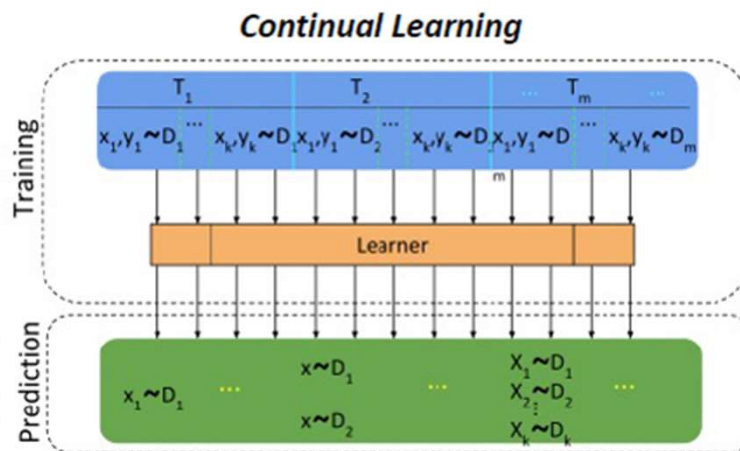 Continual Learning
Training
T₁ T₂ ... Tₘ ...
x₁,y₁~D₁ ... xₖ,yₖ~D₁ x₁,y₁~D₂ ... xₖ,yₖ~D x₁,y₁~D ... xₖ,yₖ~Dₘ
m
Learner
Prediction
x₁~D₁ ... x~D₁ ... X₁~D₁ ...
X₂~D₂
x~D₂ ⋮
Xₖ~Dₖ